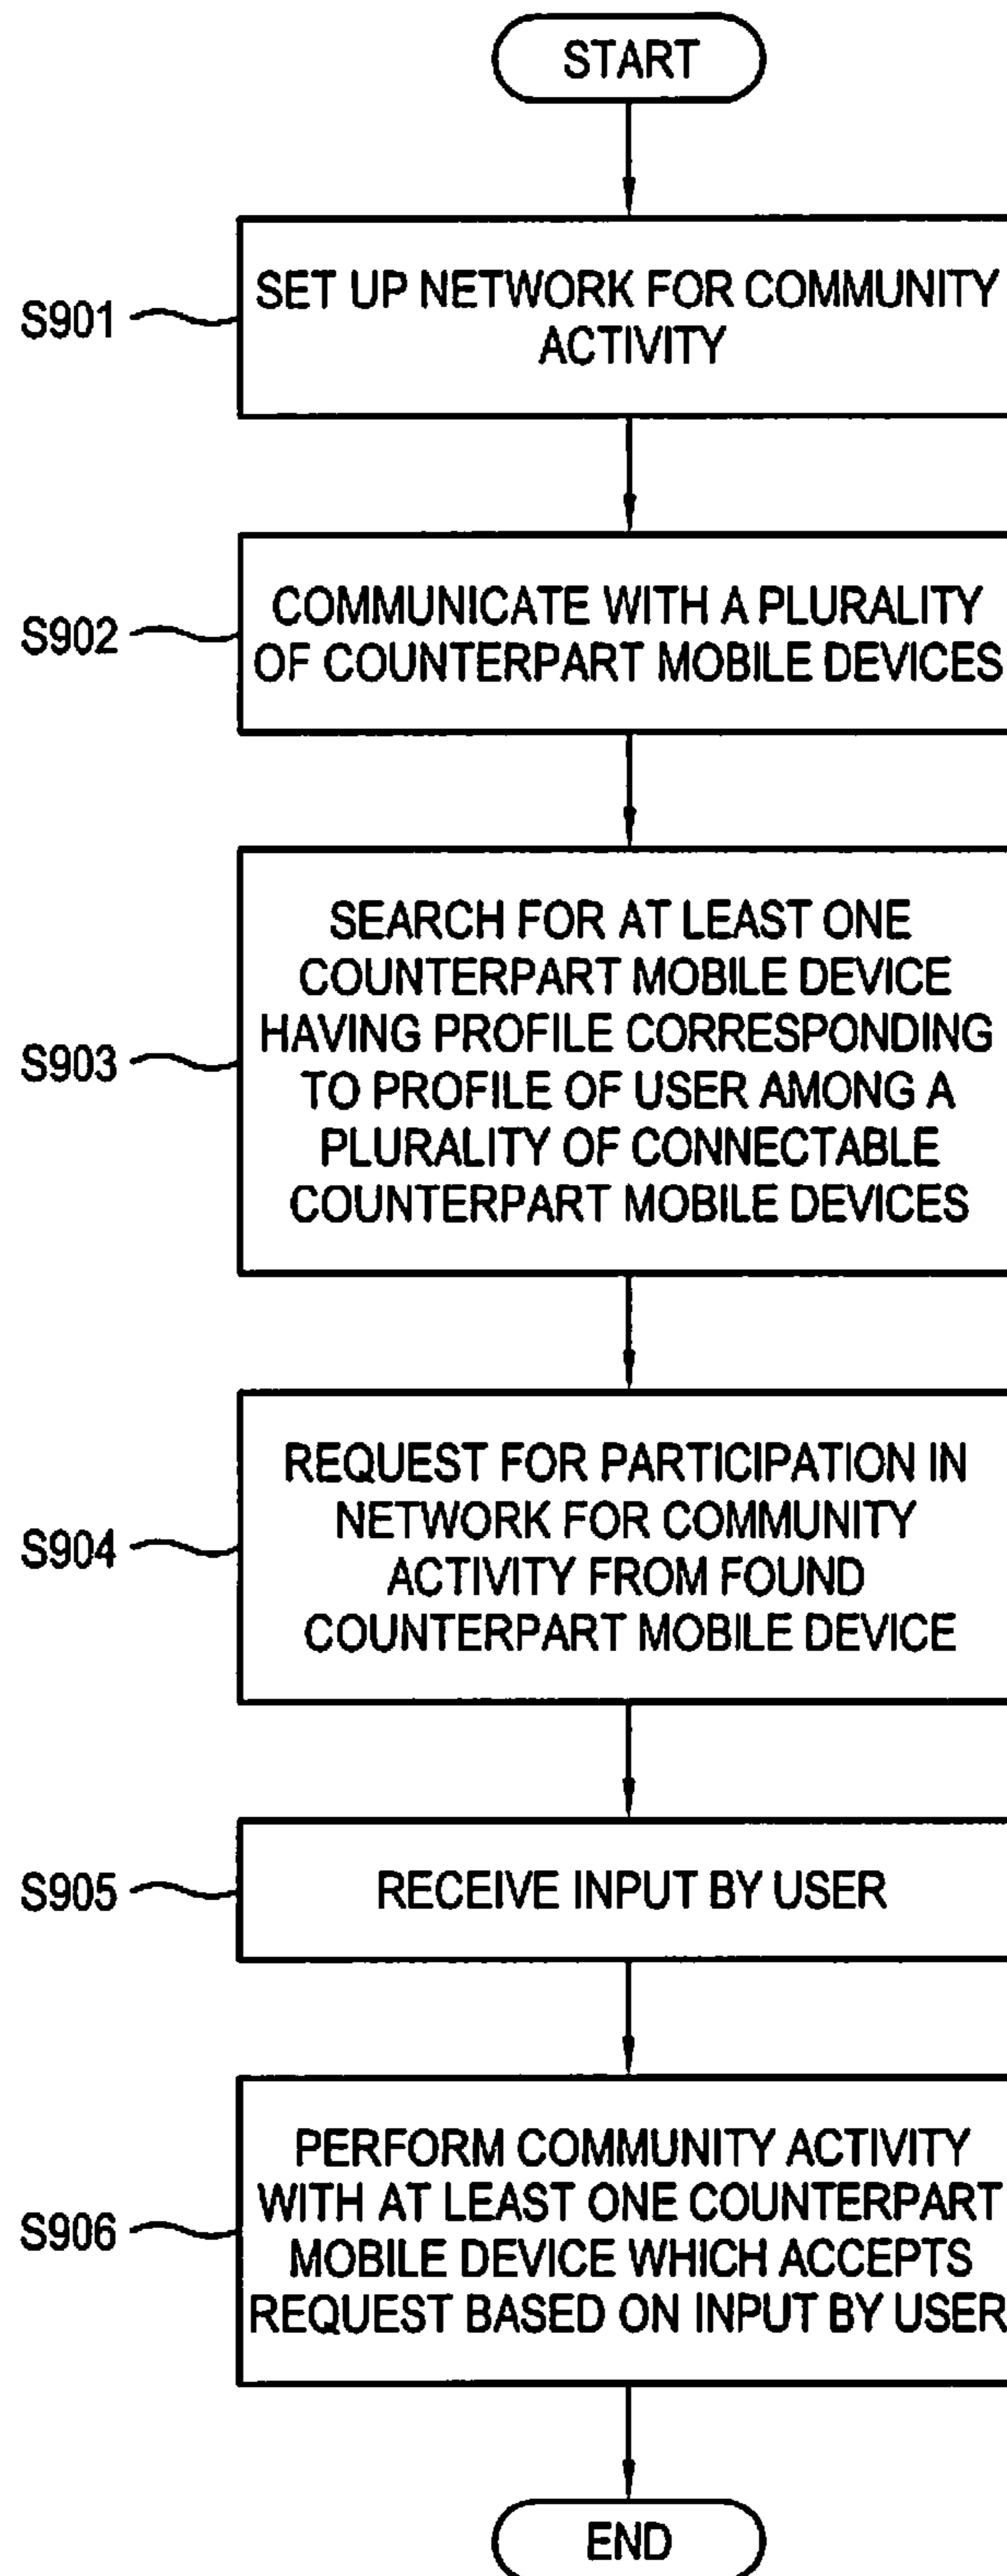 START
S901
SET UP NETWORK FOR COMMUNITY
ACTIVITY
S902
COMMUNICATE WITH A PLURALITY
OF COUNTERPART MOBILE DEVICES
S903
SEARCH FOR AT LEAST ONE
COUNTERPART MOBILE DEVICE
HAVING PROFILE CORRESPONDING
TO PROFILE OF USER AMONG A
PLURALITY OF CONNECTABLE
COUNTERPART MOBILE DEVICES
S904
REQUEST FOR PARTICIPATION IN
NETWORK FOR COMMUNITY
ACTIVITY FROM FOUND
COUNTERPART MOBILE DEVICE
S905
RECEIVE INPUT BY USER
S906
PERFORM COMMUNITY ACTIVITY
WITH AT LEAST ONE COUNTERPART
MOBILE DEVICE WHICH ACCEPTS
REQUEST BASED ON INPUT BY USER
END